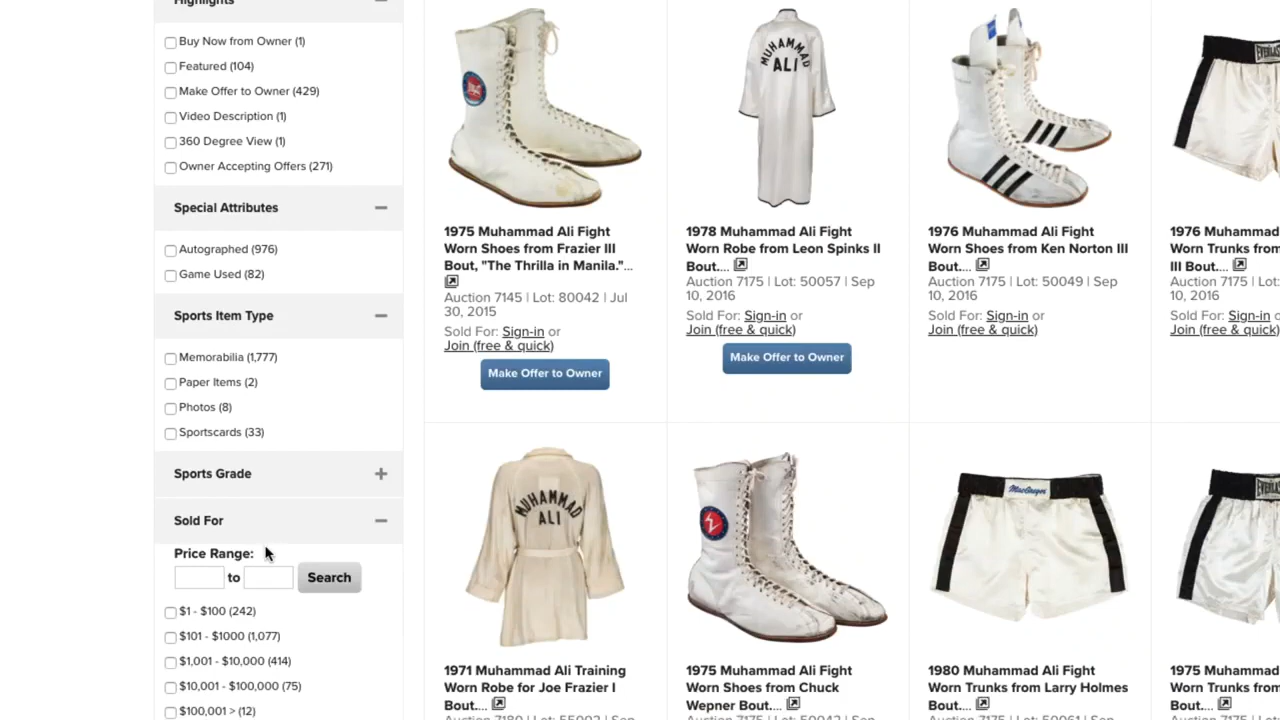 Highlights
Buy Now from Owner (1)
Featured (104)
Make Offer to Owner (429)
Video Description (1)
360 Degree View (1)
Owner Accepting Offers (271)
Special Attributes
Autographed (976)
Game Used (82)
Sports Item Type
Memorabilia (1,777)
Paper Items (2)
Photos (8)
Sportscards (33)
Sports Grade
Sold For
Price Range:
to
Search
$1 - $100 (242)
$101 - $1000 (1,077)
$1,001 - $10,000 (414)
$10,001 - $100,000 (75)
$100,001 > (12)
1975 Muhammad Ali Fight
Worn Shoes from Frazier III
Bout, "The Thrilla in Manila."...
Auction 7145 | Lot: 80042 | Jul
30, 2015
Sold For: Sign-in or
Join (free & quick)
Make Offer to Owner
MUHAMMAD
ALI
1978 Muhammad Ali Fight
Worn Robe from Leon Spinks II
Bout....
Auction 7175 | Lot: 50057 | Sep
10, 2016
Sold For: Sign-in or
Join (free & quick)
Make Offer to Owner
1976 Muhammad Ali Fight
Worn Shoes from Ken Norton III
Bout....
Auction 7175 | Lot: 50049 | Sep
10, 2016
Sold For: Sign-in or
Join (free & quick)
1976 Muhammad
Worn Trunks from
III Bout....
Auction 7175 | Lot:
10, 2016
Sold For: Sign-in or
Join (free & quick)
MUHAMMAD
ALI
1971 Muhammad Ali Training
Worn Robe for Joe Frazier I
Bout....
Auction 7180 | Lot: 55002 | Sep
1975 Muhammad Ali Fight
Worn Shoes from Chuck
Wepner Bout....
Auction 7175 | Lot: 50042 | Sep
MacGregor
1980 Muhammad Ali Fight
Worn Trunks from Larry Holmes
Bout....
Auction 7175 | Lot: 50061 | Sep
1975 Muhammad
Worn Trunks from
Bout....
Auction 7175 | Lot: